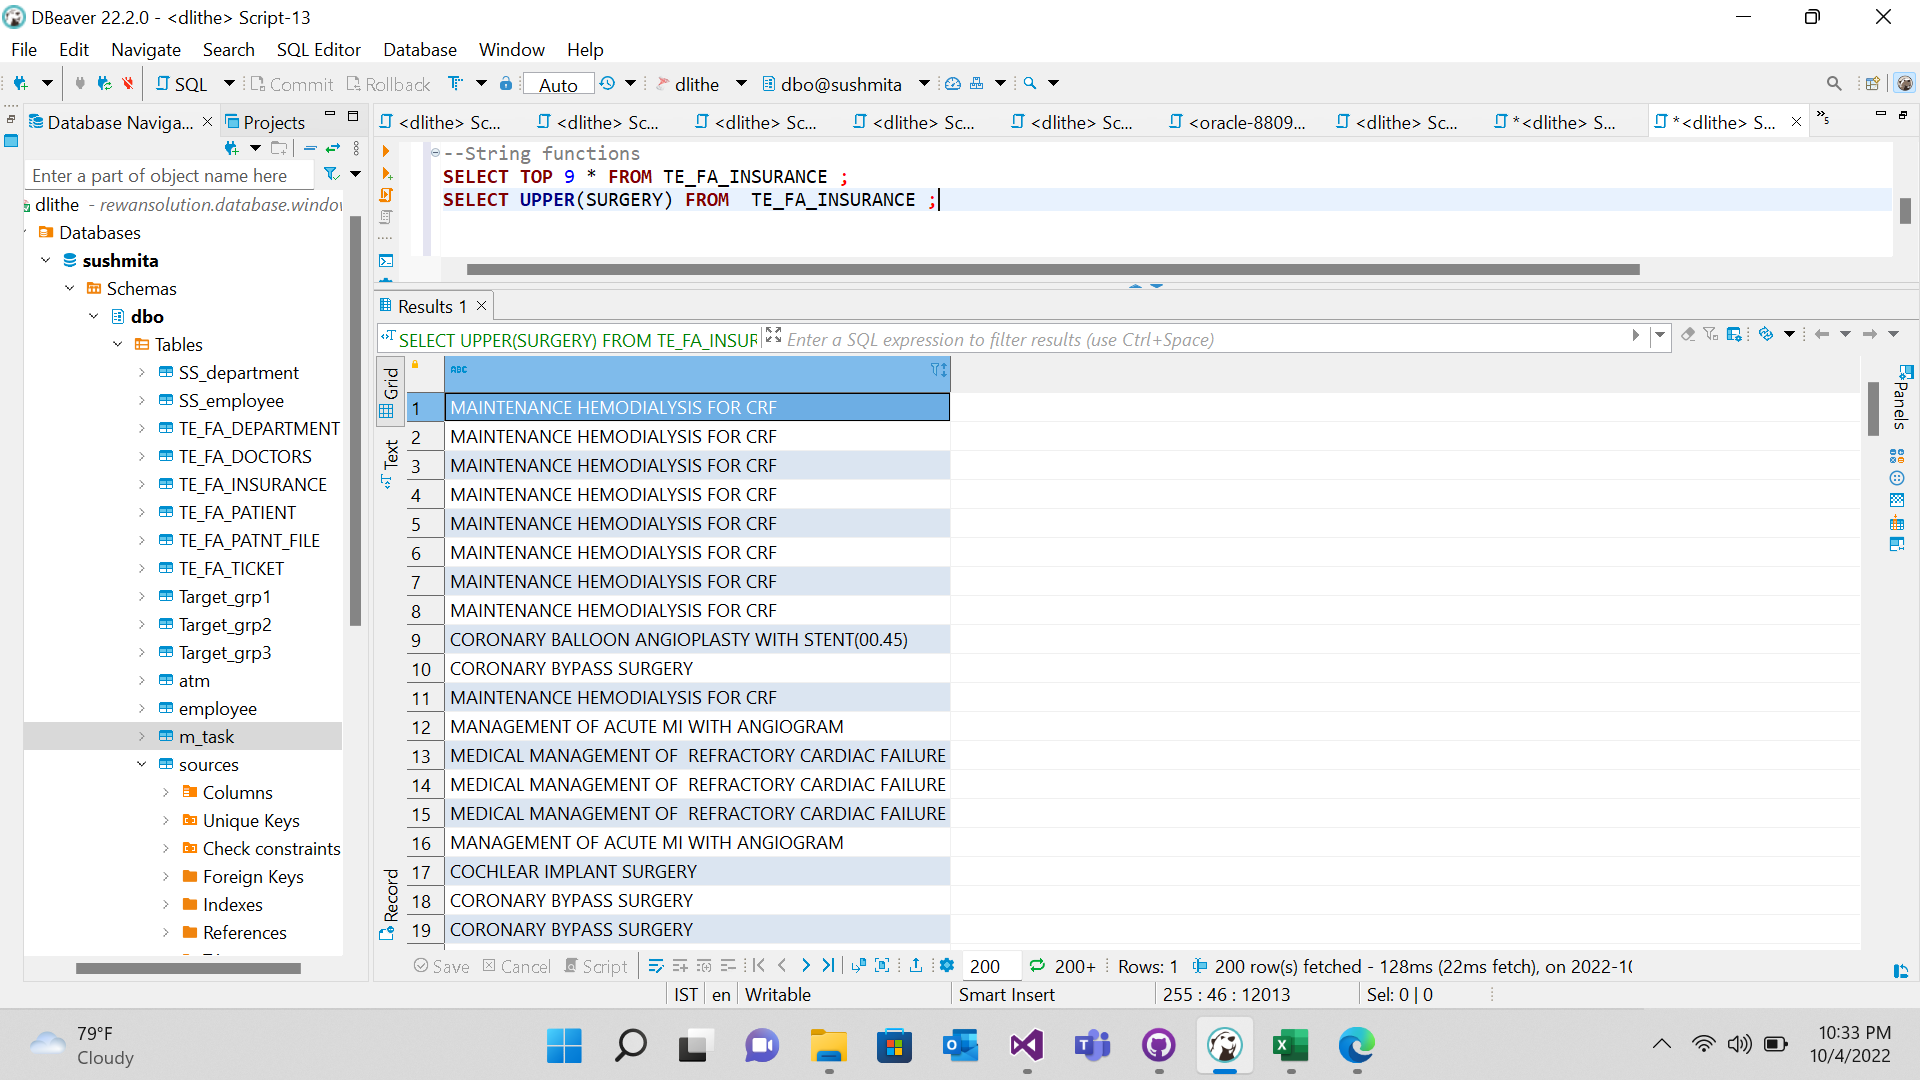 DBeaver 22.2.0 - <dlithe> Script-13
File Edit Navigate Search SQL Editor Database Window Help
SQL Commit Rollback Auto dlithe dbo@sushmita
Database Naviga... Projects
Enter a part of object name here
dlithe - rewansolution.database.window
Databases
sushmita
Schemas
dbo
Tables
SS_department
SS_employee
TE_FA_DEPARTMENT
TE_FA_DOCTORS
TE_FA_INSURANCE
TE_FA_PATIENT
TE_FA_PATNT_FILE
TE_FA_TICKET
Target_grp1
Target_grp2
Target_grp3
atm
employee
m_task
sources
Columns
Unique Keys
Check constraints
Foreign Keys
Indexes
References
<dlithe> Sc... <dlithe> Sc... <dlithe> Sc... <dlithe> Sc... <dlithe> Sc... <oracle-8809... <dlithe> Sc... *<dlithe> S... *<dlithe> S... »5
--String functions
SELECT TOP 9 * FROM TE_FA_INSURANCE ;
SELECT UPPER(SURGERY) FROM  TE_FA_INSURANCE ;
Results 1
SELECT UPPER(SURGERY) FROM TE_FA_INSUR Enter a SQL expression to filter results (use Ctrl+Space)
Grid
Text
Record
Panels
ABC
1 MAINTENANCE HEMODIALYSIS FOR CRF
2 MAINTENANCE HEMODIALYSIS FOR CRF
3 MAINTENANCE HEMODIALYSIS FOR CRF
4 MAINTENANCE HEMODIALYSIS FOR CRF
5 MAINTENANCE HEMODIALYSIS FOR CRF
6 MAINTENANCE HEMODIALYSIS FOR CRF
7 MAINTENANCE HEMODIALYSIS FOR CRF
8 MAINTENANCE HEMODIALYSIS FOR CRF
9 CORONARY BALLOON ANGIOPLASTY WITH STENT(00.45)
10 CORONARY BYPASS SURGERY
11 MAINTENANCE HEMODIALYSIS FOR CRF
12 MANAGEMENT OF ACUTE MI WITH ANGIOGRAM
13 MEDICAL MANAGEMENT OF  REFRACTORY CARDIAC FAILURE
14 MEDICAL MANAGEMENT OF  REFRACTORY CARDIAC FAILURE
15 MEDICAL MANAGEMENT OF  REFRACTORY CARDIAC FAILURE
16 MANAGEMENT OF ACUTE MI WITH ANGIOGRAM
17 COCHLEAR IMPLANT SURGERY
18 CORONARY BYPASS SURGERY
19 CORONARY BYPASS SURGERY
Save Cancel Script 200 200+ Rows: 1 200 row(s) fetched - 128ms (22ms fetch), on 2022-1
IST en Writable Smart Insert 255 : 46 : 12013 Sel: 0 | 0
79°F
Cloudy
10:33 PM
10/4/2022